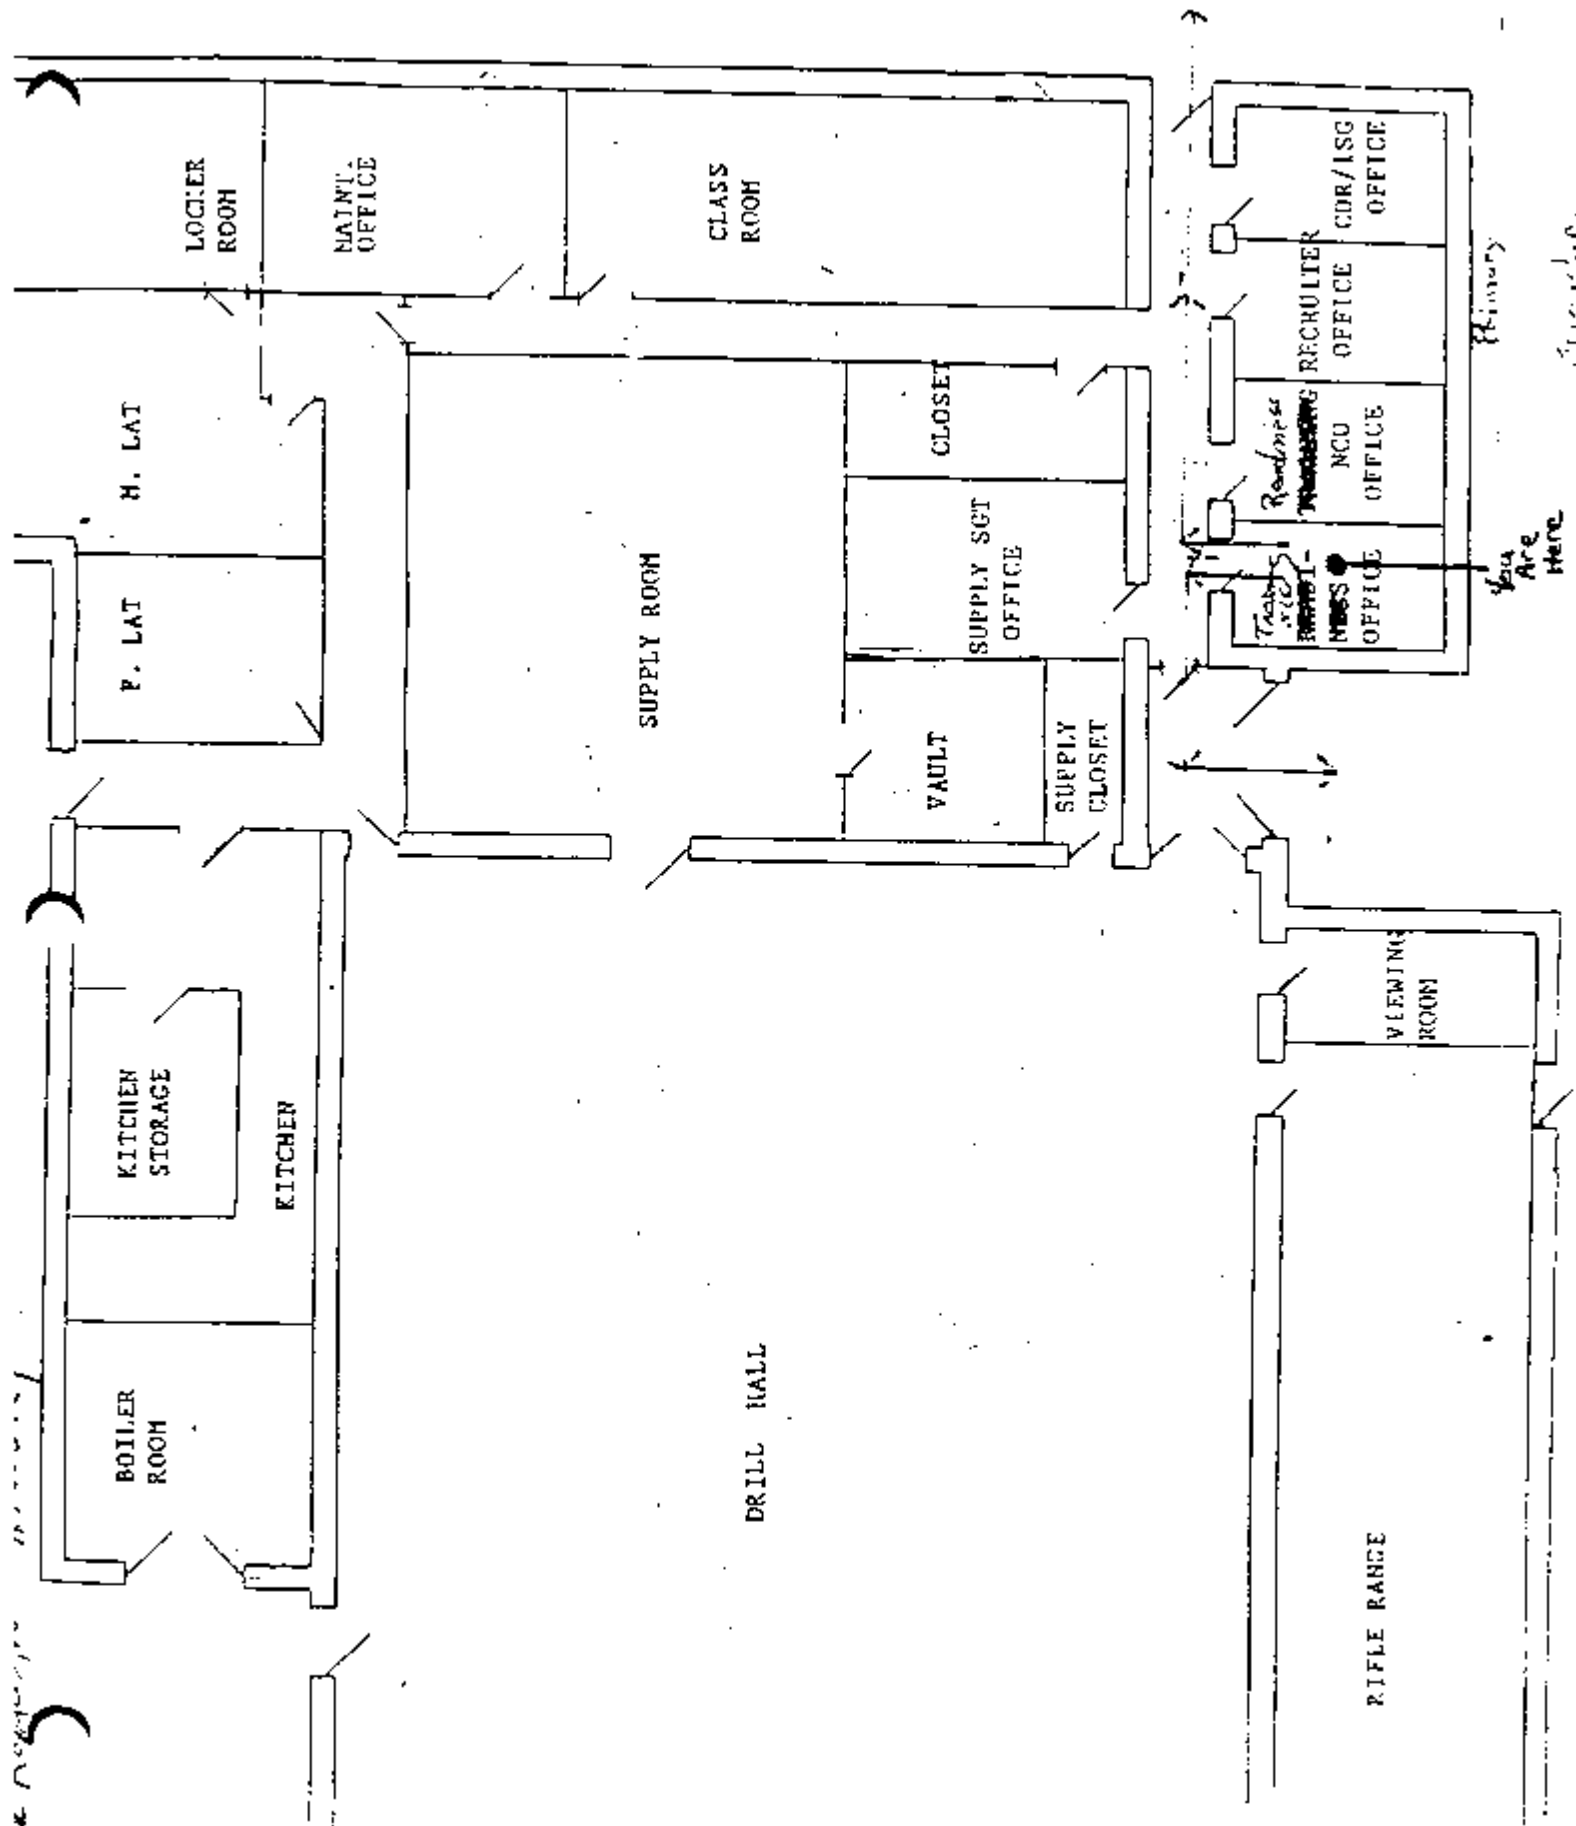 LOCKER
ROOM
MAINT.
OFFICE
CLASS
ROOM
CDR/1SG
OFFICE
RECRUITER
OFFICE
Readiness
NCO
OFFICE
OFFICE
You
Are
Here
Primary
M. LAT
F. LAT
CLOSET
SUPPLY SGT
OFFICE
SUPPLY ROOM
VAULT
SUPPLY
CLOSET
VIEWING
ROOM
KITCHEN
STORAGE
KITCHEN
BOILER
ROOM
DRILL HALL
RIFLE RANGE